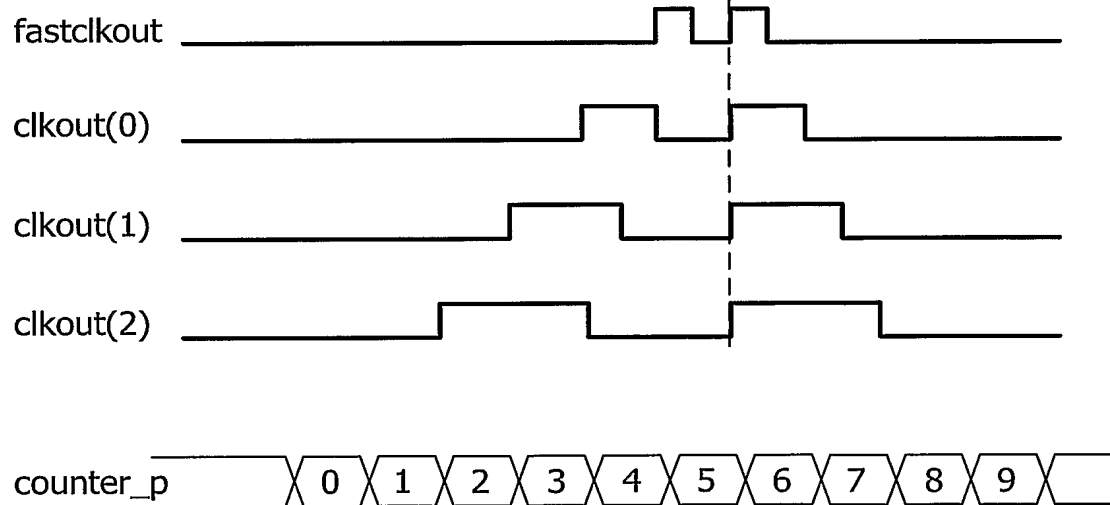 fastclkout
clkout(0)
clkout(1)
clkout(2)
counter_p 0 1 2 3 4 5 6 7 8 9